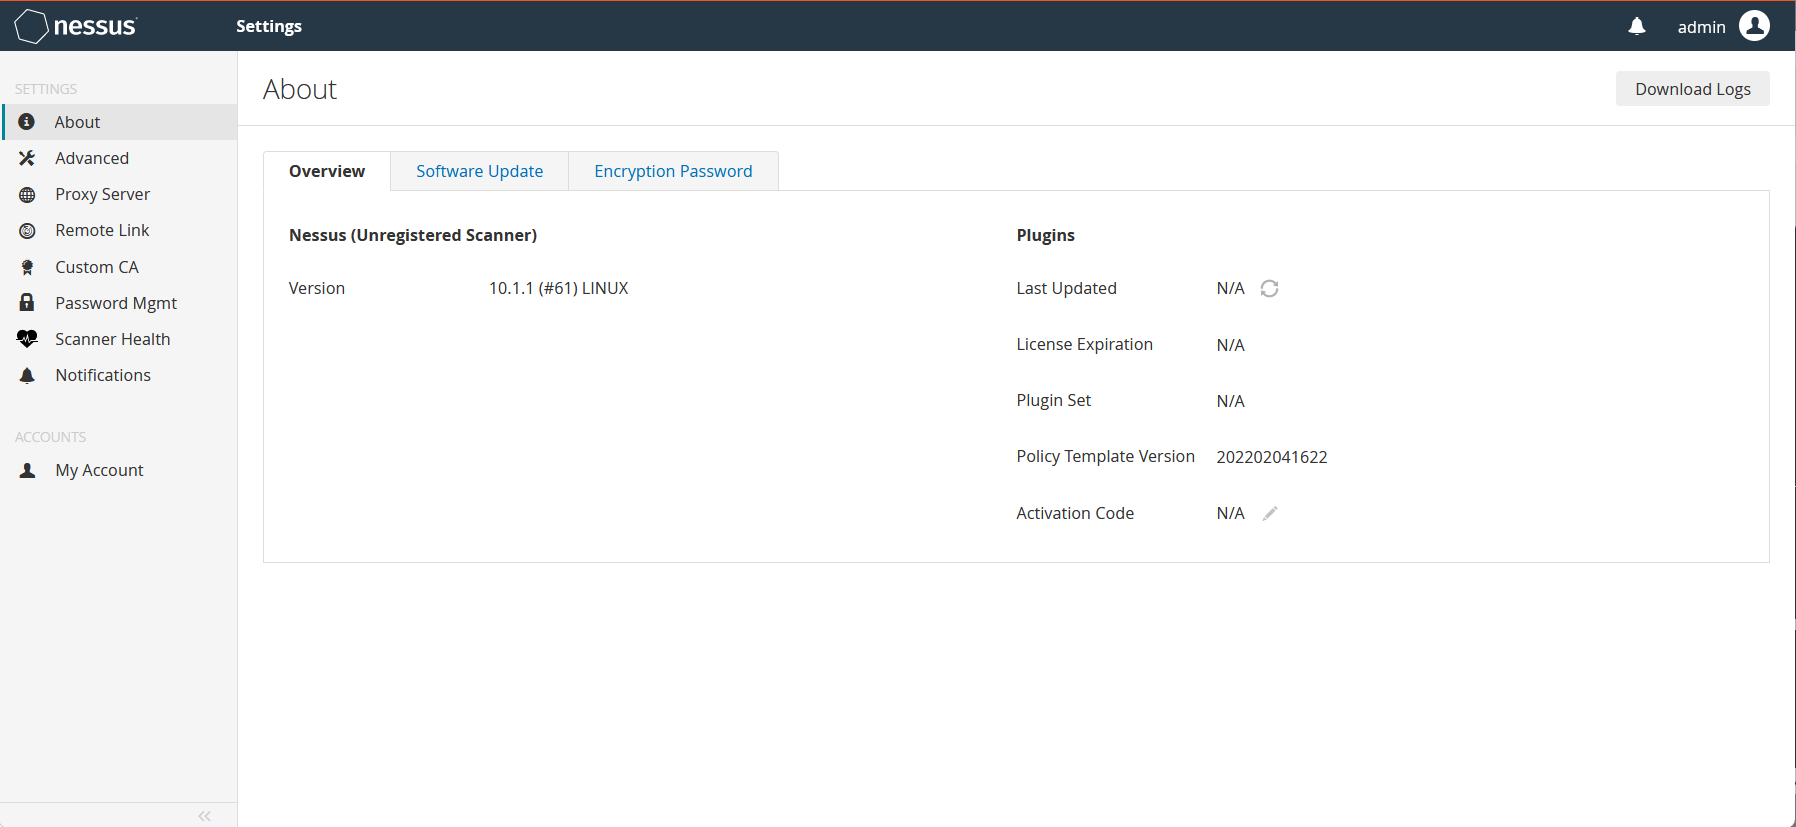 nessus
Settings
admin
SETTINGS
About
Advanced
Proxy Server
Remote Link
Custom CA
Password Mgmt
Scanner Health
Notifications
ACCOUNTS
My Account
About
Download Logs
Overview
Software Update
Encryption Password
Nessus (Unregistered Scanner)
Version 10.1.1 (#61) LINUX
Plugins
Last Updated N/A
License Expiration N/A
Plugin Set N/A
Policy Template Version 202202041622
Activation Code N/A